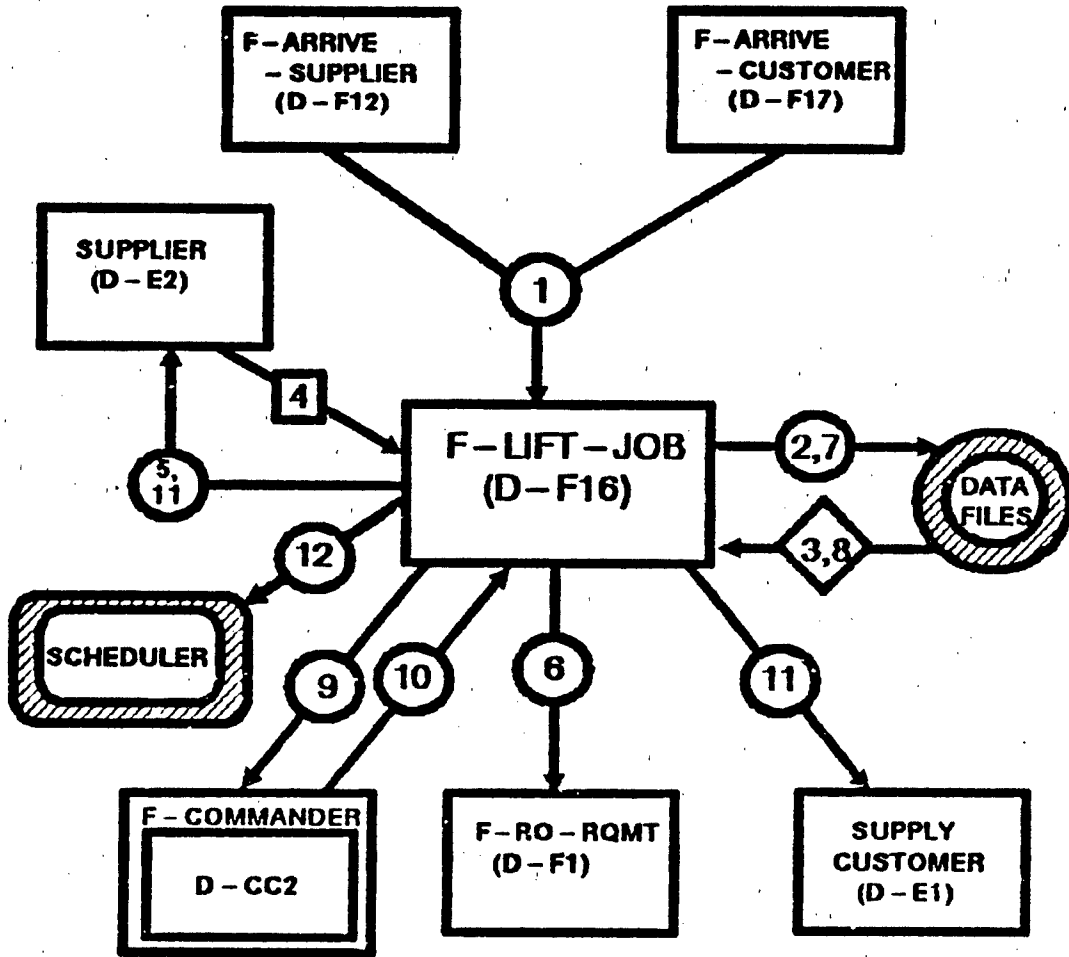 F-ARRIVE
-SUPPLIER
(D-F12)
F-ARRIVE
-CUSTOMER
(D-F17)
SUPPLIER
(D-E2)
1
4
F-LIFT-JOB
(D-F16)
2,7
DATA
FILES
5,
11
3,8
12
SCHEDULER
9
10
6
11
F-COMMANDER
D-CC2
F-RO-RQMT
(D-F1)
SUPPLY
CUSTOMER
(D-E1)